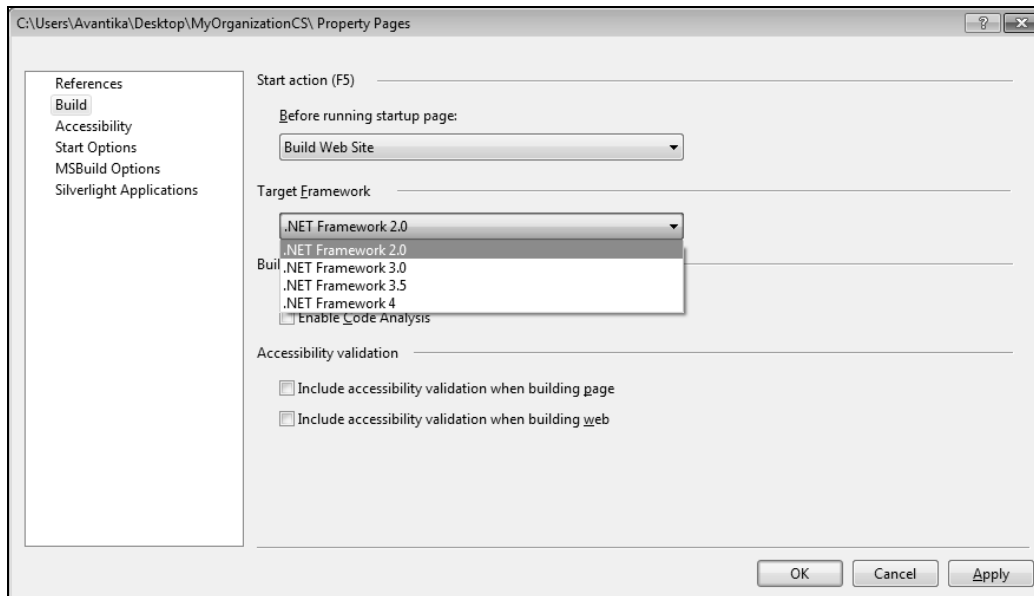 C:\Users\Avantika\Desktop\MyOrganizationCS\ Property Pages
References
Build
Accessibility
Start Options
MSBuild Options
Silverlight Applications
Start action (F5)
Before running startup page:
Build Web Site
Target Framework
.NET Framework 2.0
.NET Framework 2.0
.NET Framework 3.0
.NET Framework 3.5
.NET Framework 4
Enable Code Analysis
Accessibility validation
Include accessibility validation when building page
Include accessibility validation when building web
OK Cancel Apply